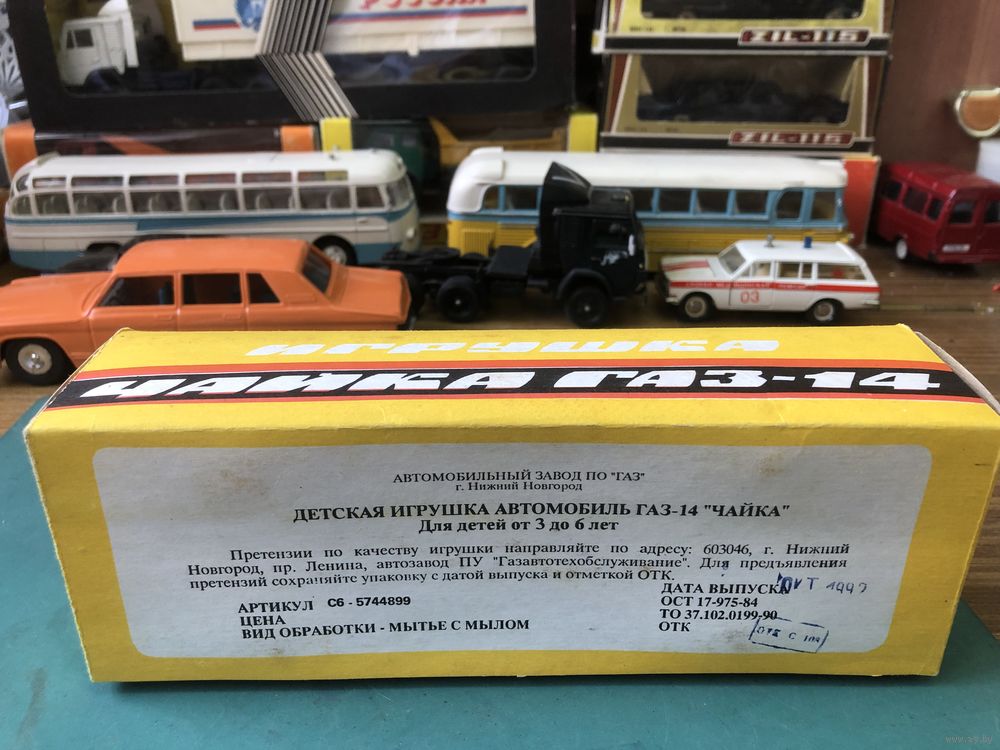 РОССИЯ
ZIL-115
ZIL-115
03
ИГРУШКА
ЧАЙКА ГАЗ-14
АВТОМОБИЛЬНЫЙ ЗАВОД ПО "ГАЗ"
г. Нижний Новгород
ДЕТСКАЯ ИГРУШКА АВТОМОБИЛЬ ГАЗ-14 "ЧАЙКА"
Для детей от 3 до 6 лет
Претензии по качеству игрушки направляйте по адресу: 603046, г. Нижний
Новгород, пр. Ленина, автозавод ПУ "Газавтотехобслуживание". Для предъявления
претензий сохраняйте упаковку с датой выпуска и отметкой ОТК.
АРТИКУЛ С6-5744899
ЦЕНА
ВИД ОБРАБОТКИ - МЫТЬЕ С МЫЛОМ
ДАТА ВЫПУСКА ОКТ 1992
ОСТ 17-975-84
ТО 37.102.0199-90
ОТК